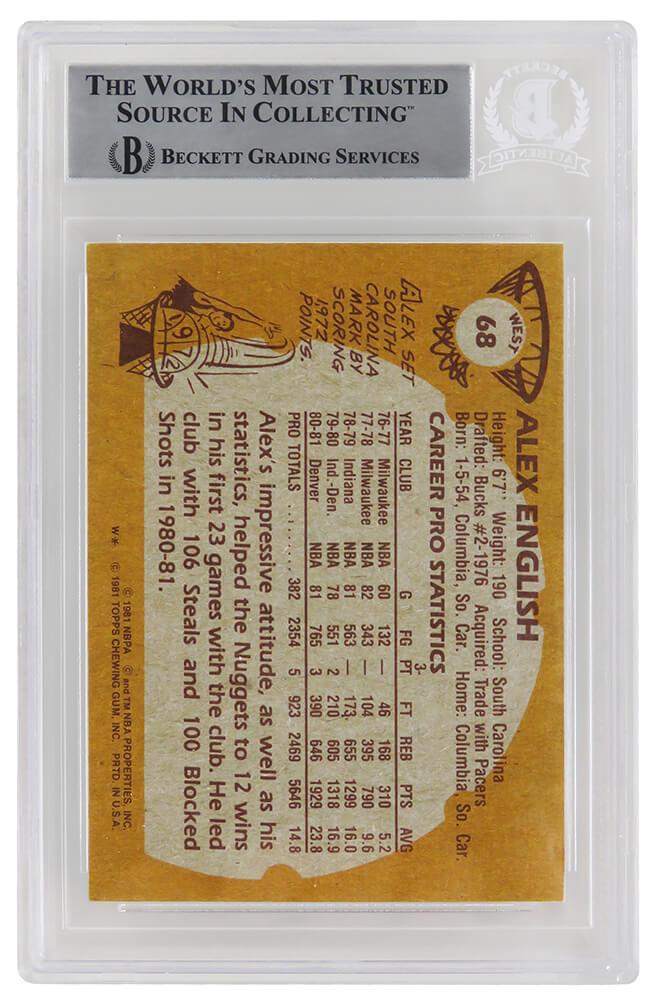 THE WORLD'S MOST TRUSTED
SOURCE IN COLLECTING™
B BECKETT GRADING SERVICES
BECKETT
B
AUTHENTIC
WEST
68
ALEX ENGLISH
Height: 6'7" Weight: 190 School: South Carolina
Drafted: Bucks #2-1976 Acquired: Trade with Pacers
Born: 1-5-54, Columbia, So. Car. Home: Columbia, So. Car.
CAREER PRO STATISTICS
3-
YEAR CLUB G FG PT FT REB PTS AVG
76-77 Milwaukee NBA 60 132 — 46 168 310 5.2
77-78 Milwaukee NBA 82 343 — 104 395 790 9.6
78-79 Indiana NBA 81 563 — 173 655 1299 16.0
79-80 Ind.-Den. NBA 78 551 2 210 605 1318 16.9
80-81 Denver NBA 81 765 3 390 646 1929 23.8
PRO TOTALS ........ 382 2354 5 923 2469 5646 14.8
ALEX SET
SOUTH
CAROLINA
MARK BY
SCORING
1,972
POINTS.
1972
Alex's impressive attitude, as well as his
statistics, helped the Nuggets to 12 wins
in his first 23 games with the club. He led
club with 106 Steals and 100 Blocked
Shots in 1980-81.
© 1981 NBPA © and TM NBA PROPERTIES, INC.
W* © 1981 TOPPS CHEWING GUM, INC. PRTD. IN U.S.A.